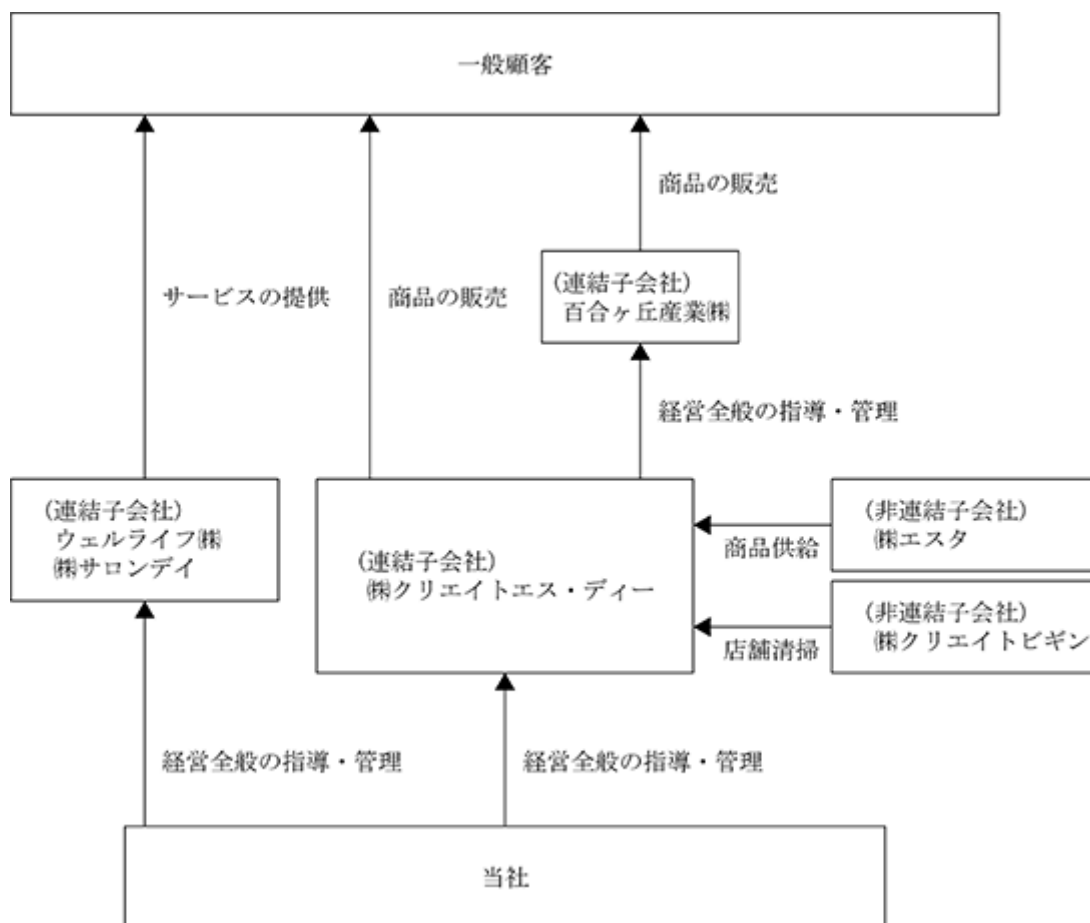 一般顧客
商品の販売
(連結子会社)
百合ヶ丘産業㈱
サービスの提供
商品の販売
経営全般の指導・管理
(連結子会社)
ウェルライフ㈱
㈱サロンデイ
(連結子会社)
㈱クリエイトエス・ディー
商品供給
(非連結子会社)
㈱エスタ
店舗清掃
(非連結子会社)
㈱クリエイトビギン
経営全般の指導・管理
経営全般の指導・管理
当社